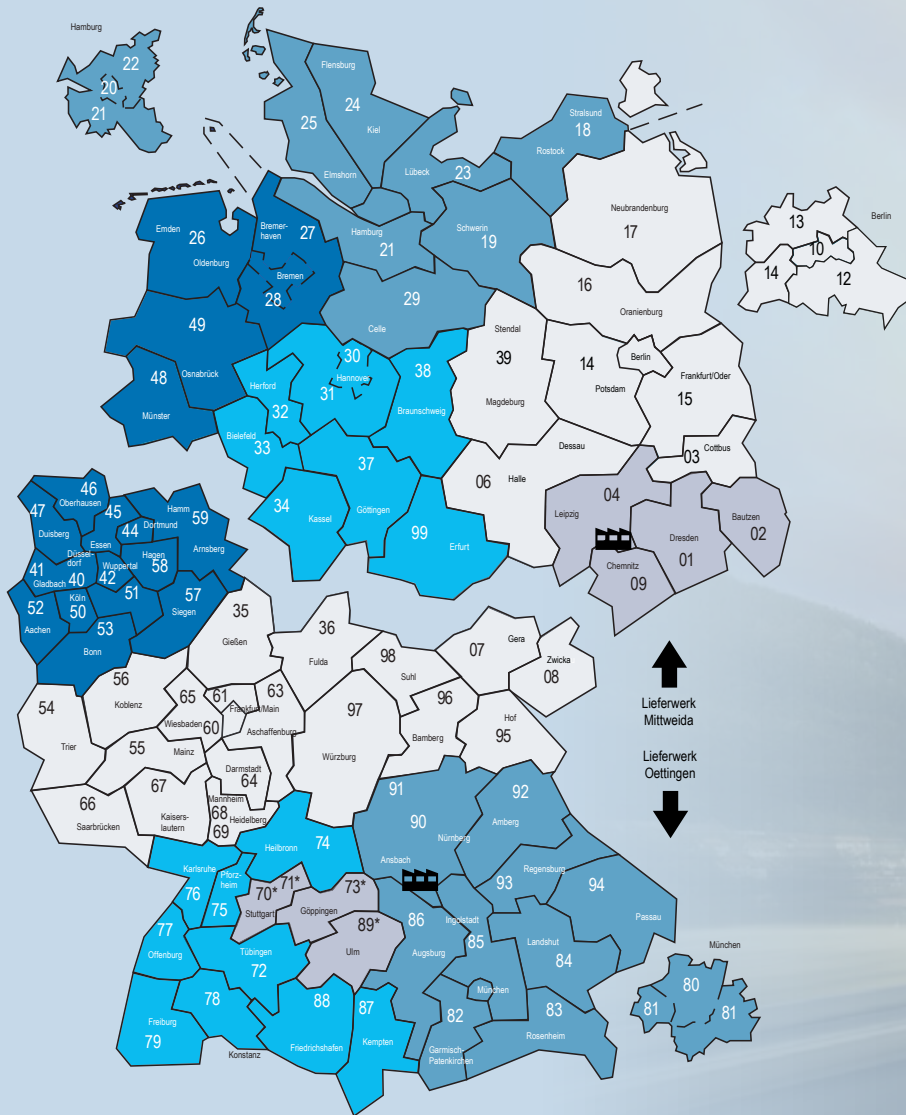 Hamburg
22
20
21
Flensburg
24
25
Kiel
Elmshorn
Lübeck
23
Stralsund
18
Rostock
Neubrandenburg
17
Berlin
13
10
14
12
Emden
26
Oldenburg
Bremer-
haven
27
Bremen
28
Hamburg
21
Schwerin
19
29
Celle
16
Oranienburg
49
Osnabrück
48
Münster
Stendal
39
Magdeburg
14
Potsdam
Berlin
Frankfurt/Oder
15
30
Hannover
31
38
Braunschweig
Herford
32
Bielefeld
33
37
Göttingen
34
Kassel
99
Erfurt
Dessau
06
Halle
Cottbus
03
04
Leipzig
Dresden
01
Bautzen
02
Chemnitz
09
46
Oberhausen
47
Duisberg
45
Essen
44
Dortmund
Hamm
59
Arnsberg
Düssel-
dorf
40
41
Gladbach
Wuppertal
42
Hagen
58
51
57
Siegen
52
Aachen
Köln
50
53
Bonn
35
Gießen
36
Fulda
98
Suhl
07
Gera
Zwicka
08
56
Koblenz
54
Trier
65
Wiesbaden
61
60
Frankfurt/Main
63
Aschaffenburg
97
Würzburg
96
Bamberg
Hof
95
55
Mainz
Darmstadt
64
66
Saarbrücken
67
Kaisers-
lautern
Mannheim
68
69
Heidelberg
Lieferwerk
Mittweida
Lieferwerk
Oettingen
91
90
Nürnberg
Ansbach
92
Amberg
Regensburg
93
94
Passau
74
Heilbronn
Karlsruhe
76
Pforz-
heim
75
71*
70*
Stuttgart
73*
Göppingen
89*
Ulm
77
Offenburg
Tübingen
72
86
Augsburg
Ingolstadt
85
Landshut
84
München
80
81
81
78
Freiburg
79
Konstanz
88
Friedrichshafen
87
Kempten
82
Garmisch-
Patenkirchen
München
83
Rosenheim